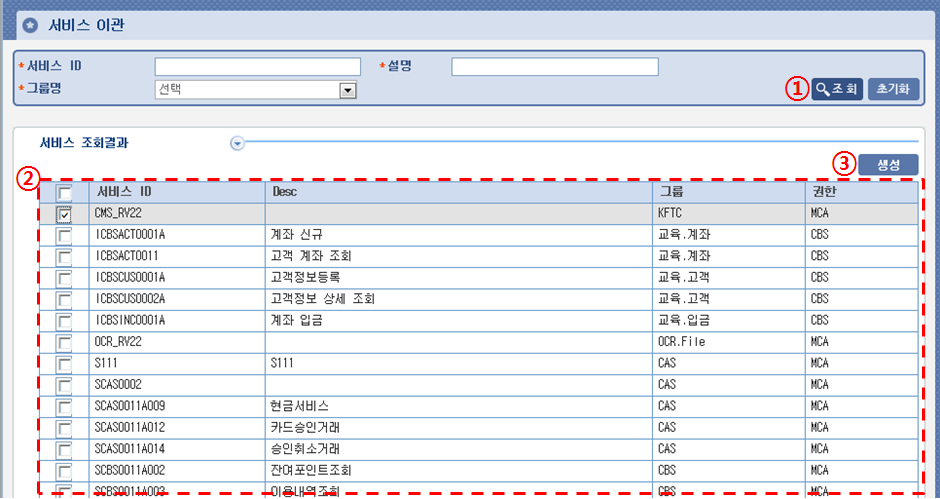 서비스 이관
*서비스 ID *설명
*그룹명 선택
① 조회 초기화
서비스 조회결과
③ 생성
②
서비스 ID Desc 그룹 권한
CMS_RV22 KFTC MCA
ICBSACT0001A 계좌 신규 교육.계좌 CBS
ICBSACT0011 고객 계좌 조회 교육.계좌 CBS
ICBSCUS0001A 고객정보등록 교육.고객 CBS
ICBSCUS0002A 고객정보 상세 조회 교육.고객 CBS
ICBSINC0001A 계좌 입금 교육.입금 CBS
OCR_RV22 OCR.File MCA
S111 S111 CAS MCA
SCAS0002 CAS MCA
SCAS0011A009 현금서비스 CAS MCA
SCAS0011A012 카드승인거래 CAS MCA
SCAS0011A014 승인취소거래 CAS MCA
SCBS0011A002 잔여포인트조회 CBS MCA
SCBS0011A003 이용내역조회 CBS MCA